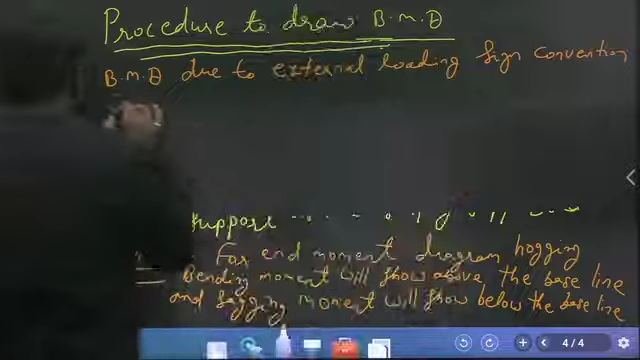 Procedure to draw B.M.D
B.M.D due to external loading Sign convention
support
For end moment diagram hogging
Bending moment will show above the base line
and sagging moment will show below the base line
4/4